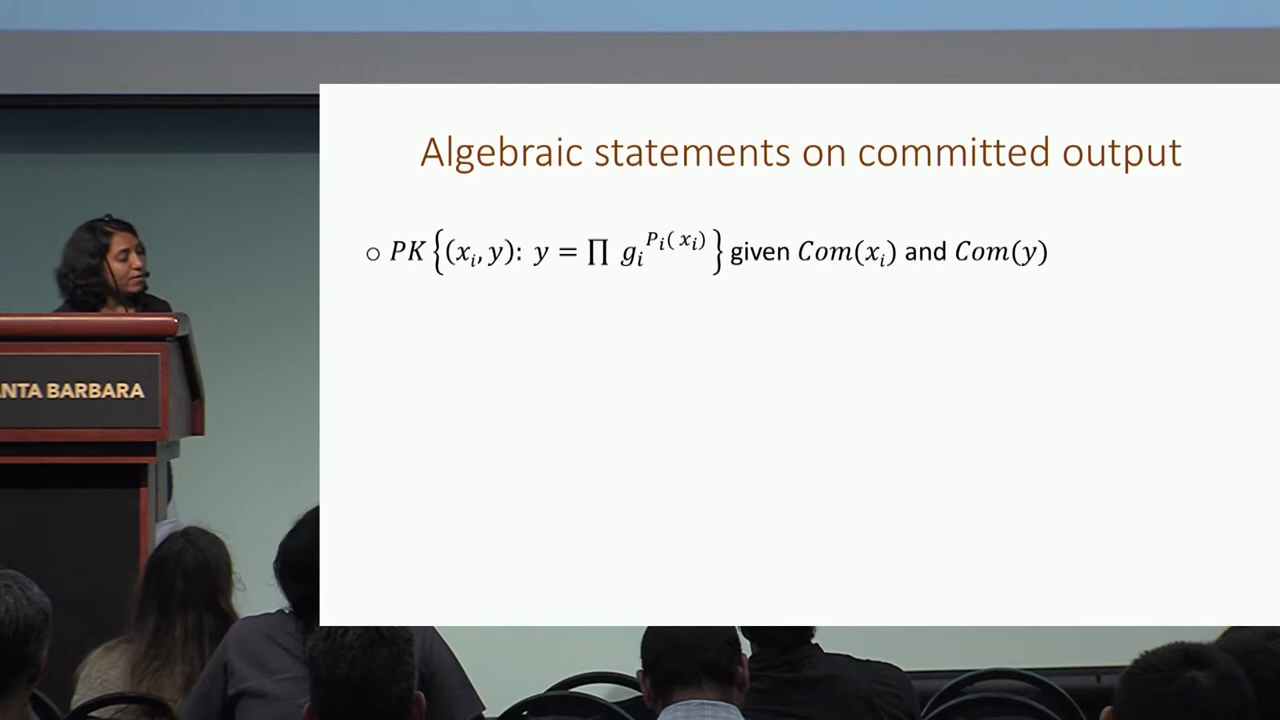 Algebraic statements on committed output
○ 𝑃𝐾 {(𝑥ᵢ, 𝑦): 𝑦 = ∏ 𝑔ᵢ^{𝑃ᵢ(𝑥ᵢ)}} given 𝐶𝑜𝑚(𝑥ᵢ) and 𝐶𝑜𝑚(𝑦)
NTA BARBARA